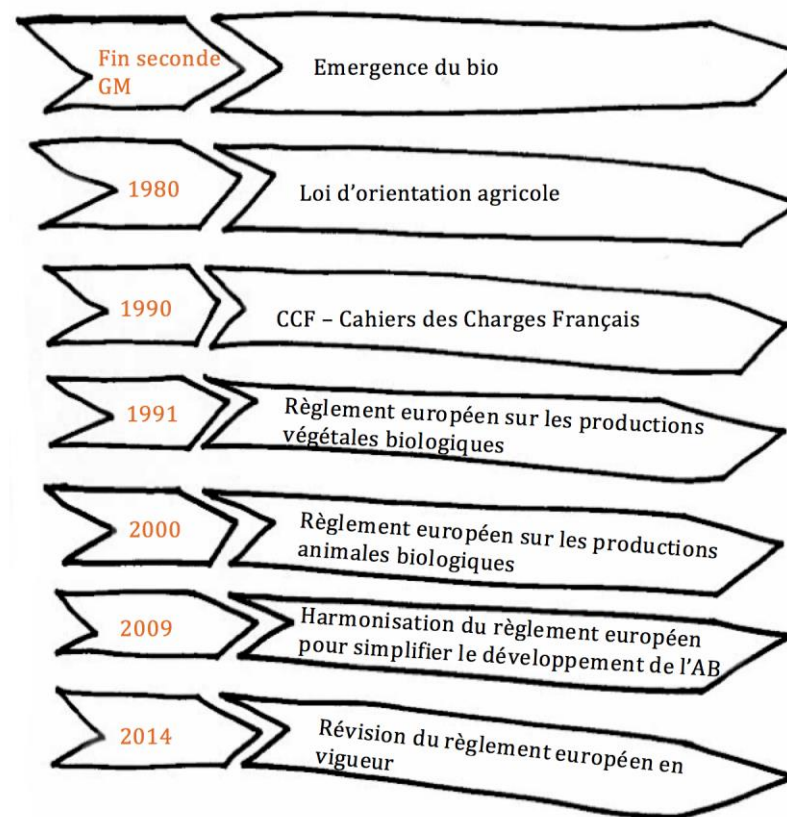 Fin seconde
GM
Emergence du bio
1980
Loi d'orientation agricole
1990
CCF – Cahiers des Charges Français
1991
Règlement européen sur les productions
végétales biologiques
2000
Règlement européen sur les productions
animales biologiques
2009
Harmonisation du règlement européen
pour simplifier le développement de l'AB
2014
Révision du règlement européen en
vigueur